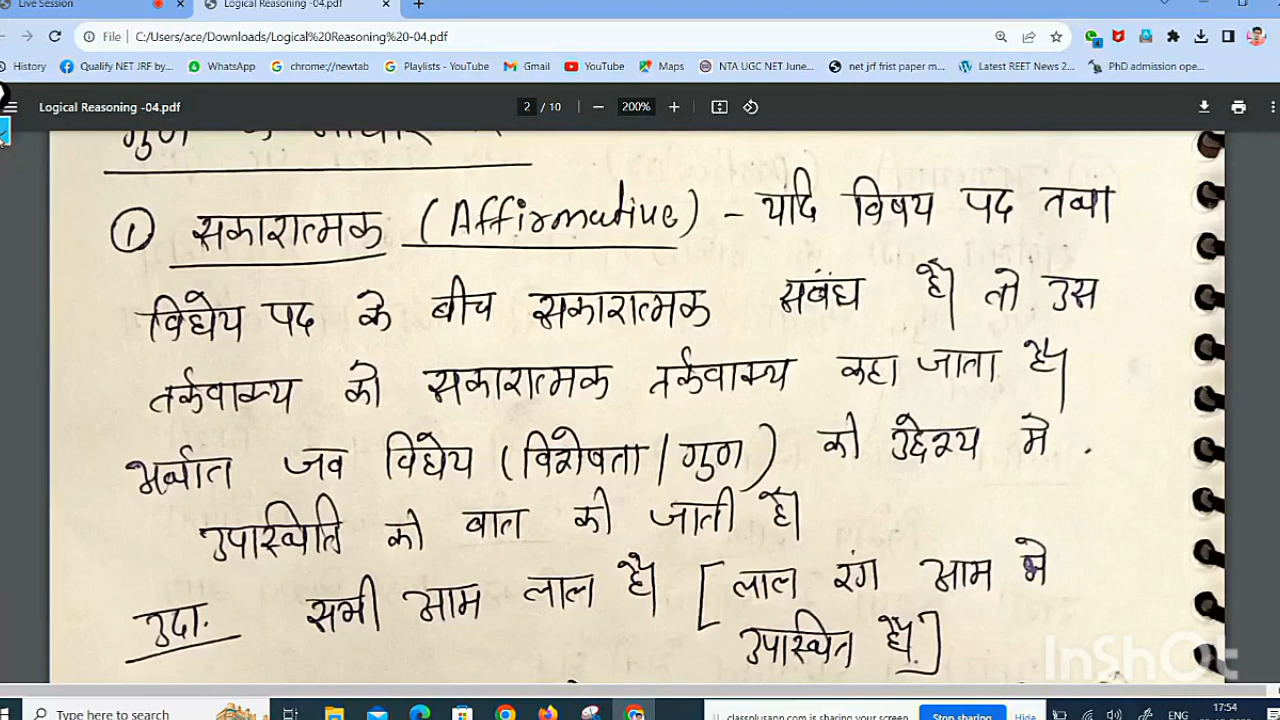 Live Session
Logical Reasoning -04.pdf
File | C:/Users/ace/Downloads/Logical%20Reasoning%20-04.pdf
History Qualify NET JRF by... WhatsApp chrome://newtab Playlists - YouTube Gmail YouTube Maps NTA UGC NET June... net jrf frist paper m... Latest REET News 2... PhD admission ope...
Logical Reasoning -04.pdf 2 / 10 200%
① सकारात्मक (Affirmative) - यदि विषय पद तथा
विधेय पद के बीच सकारात्मक संबंध है। तो उस
तर्कवाक्य को सकारात्मक तर्कवाक्य कहा जाता है।
अर्थात जब विधेय (विशेषता / गुण) को उद्देश्य मे .
उपास्थिति को बात की जाती है।
उदा. सभी आम लाल है। [लाल रंग आम मे
उपास्थित है.]
InShOt
Type here to search
classplusapp.com is sharing your screen. Stop sharing Hide
ENG
17:54